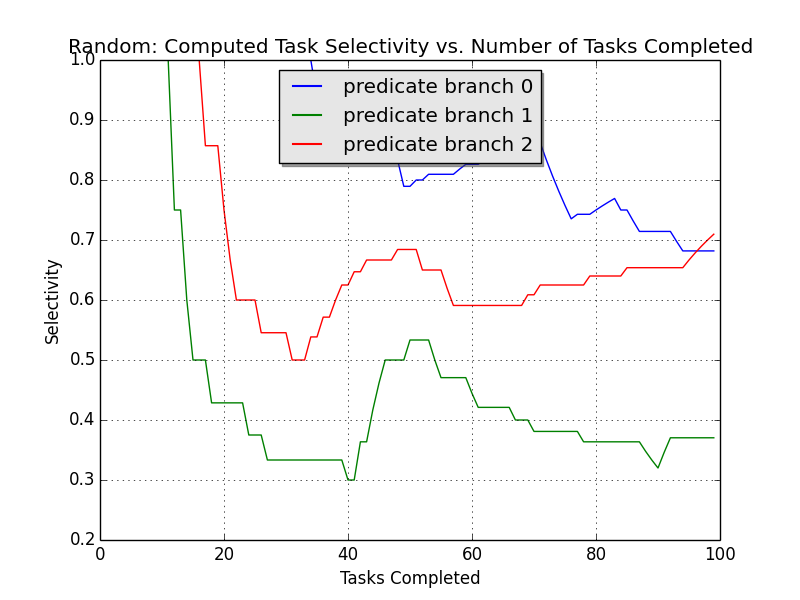 Random: Computed Task Selectivity vs. Number of Tasks Completed
1.0
predicate branch 0
predicate branch 1
predicate branch 2
0.9
0.8
0.7
0.6
0.5
0.4
0.3
0.2
Selectivity
0 20 40 60 80 100
Tasks Completed